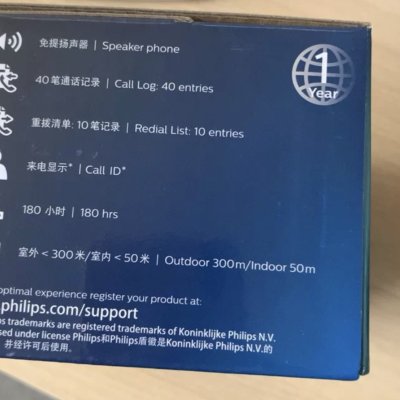 免提扬声器 | Speaker phone
1
Year
40笔通话记录 | Call Log: 40 entries
重拨清单: 10笔记录 | Redial List: 10 entries
来电显示* | Call ID*
180 小时 | 180 hrs
室外 < 300 米/室内 < 50 米 | Outdoor 300m/Indoor 50m
optimal experience register your product at:
philips.com/support
trademarks are registered trademarks of Koninklijke Philips N.V.
used under license Philips和Philips盾徽是Koninklijke Philips N.V.的
并经许可后使用。